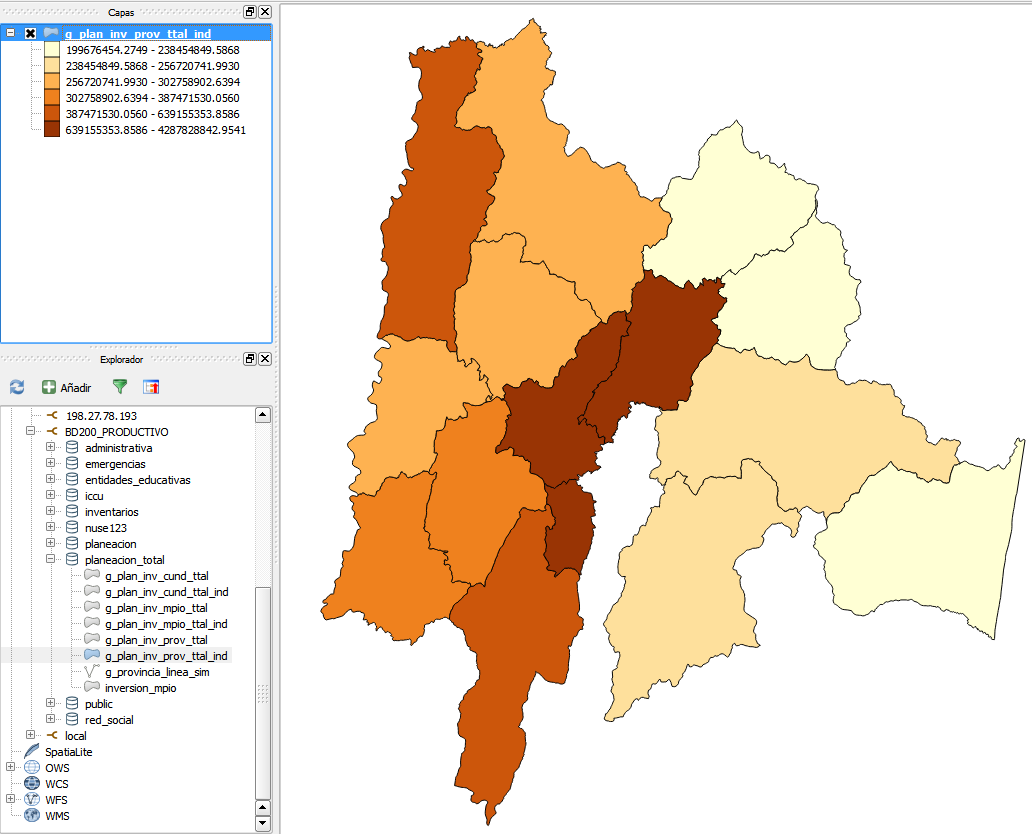 Capas
g_plan_inv_prov_ttal_ind
199676454.2749 - 238454849.5868
238454849.5868 - 256720741.9930
256720741.9930 - 302758902.6394
302758902.6394 - 387471530.0560
387471530.0560 - 639155353.8586
639155353.8586 - 4287828842.9541
Explorador
Añadir
198.27.78.193
BD200_PRODUCTIVO
administrativa
emergencias
entidades_educativas
iccu
inventarios
nuse123
planeacion
planeacion_total
g_plan_inv_cund_ttal
g_plan_inv_cund_ttal_ind
g_plan_inv_mpio_ttal
g_plan_inv_mpio_ttal_ind
g_plan_inv_prov_ttal
g_plan_inv_prov_ttal_ind
g_provincia_linea_sim
inversion_mpio
public
red_social
local
SpatiaLite
OWS
WCS
WFS
WMS